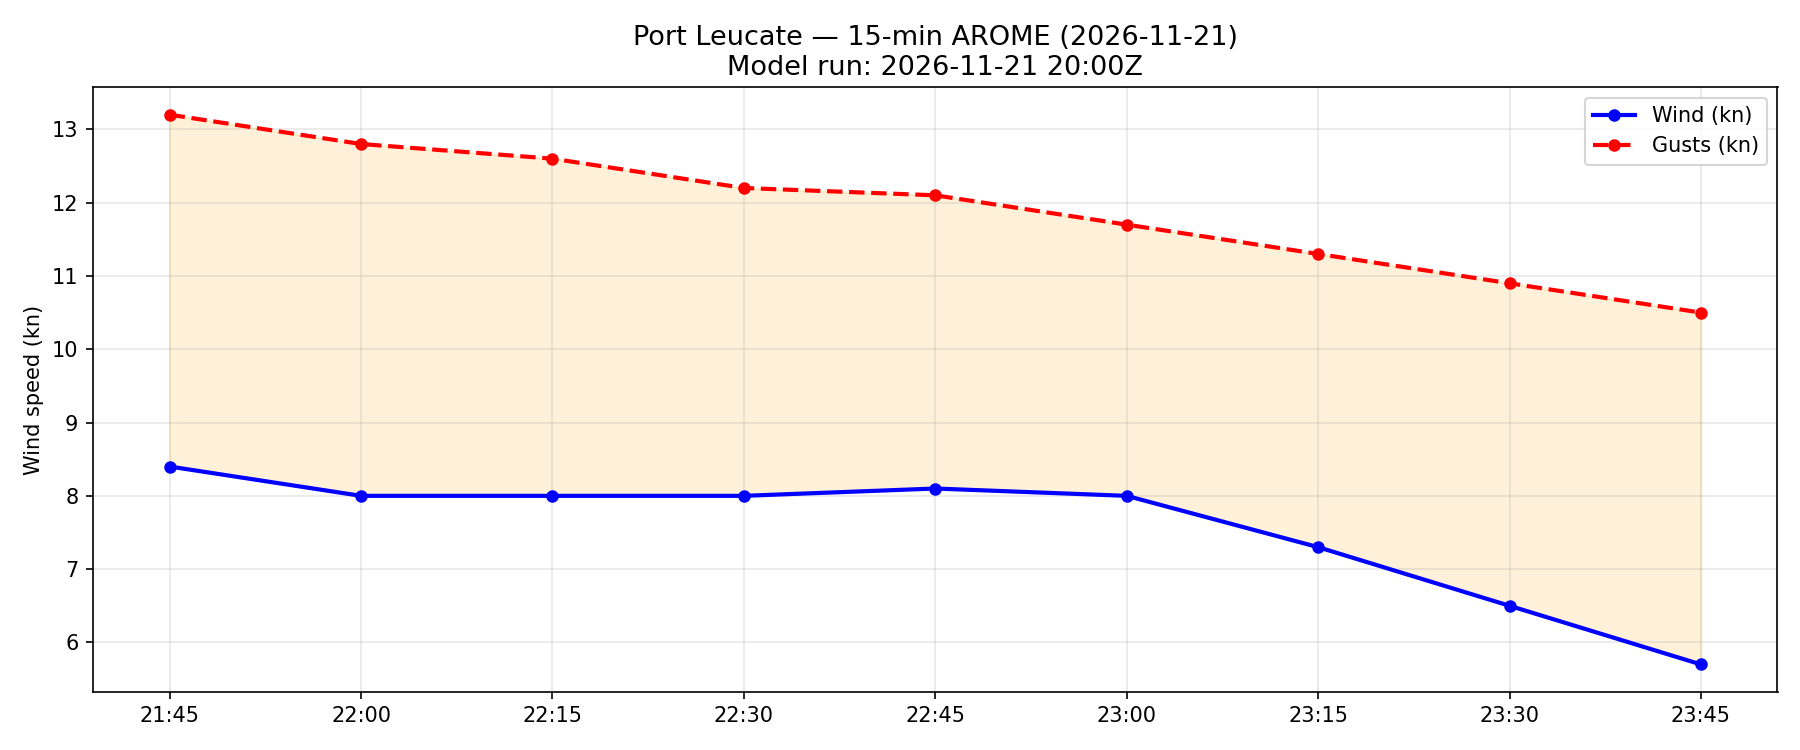 Port Leucate — 15-min AROME (2026-11-21)
Model run: 2026-11-21 20:00Z
Wind (kn)
Gusts (kn)
Wind speed (kn)
13
12
11
10
9
8
7
6
21:45 22:00 22:15 22:30 22:45 23:00 23:15 23:30 23:45